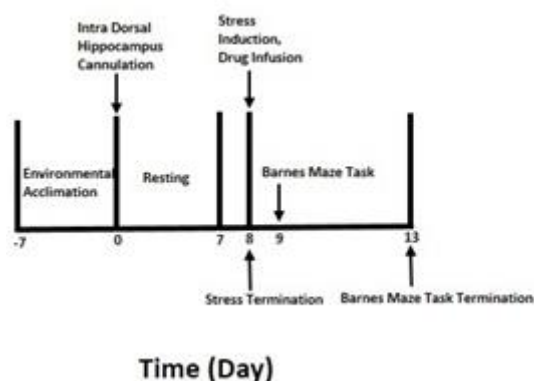 Intra Dorsal
Hippocampus
Cannulation
Stress
Induction,
Drug Infusion
Environmental
Acclimation
Resting
Barnes Maze Task
-7
0
7
8
9
13
Stress Termination
Barnes Maze Task Termination
Time (Day)